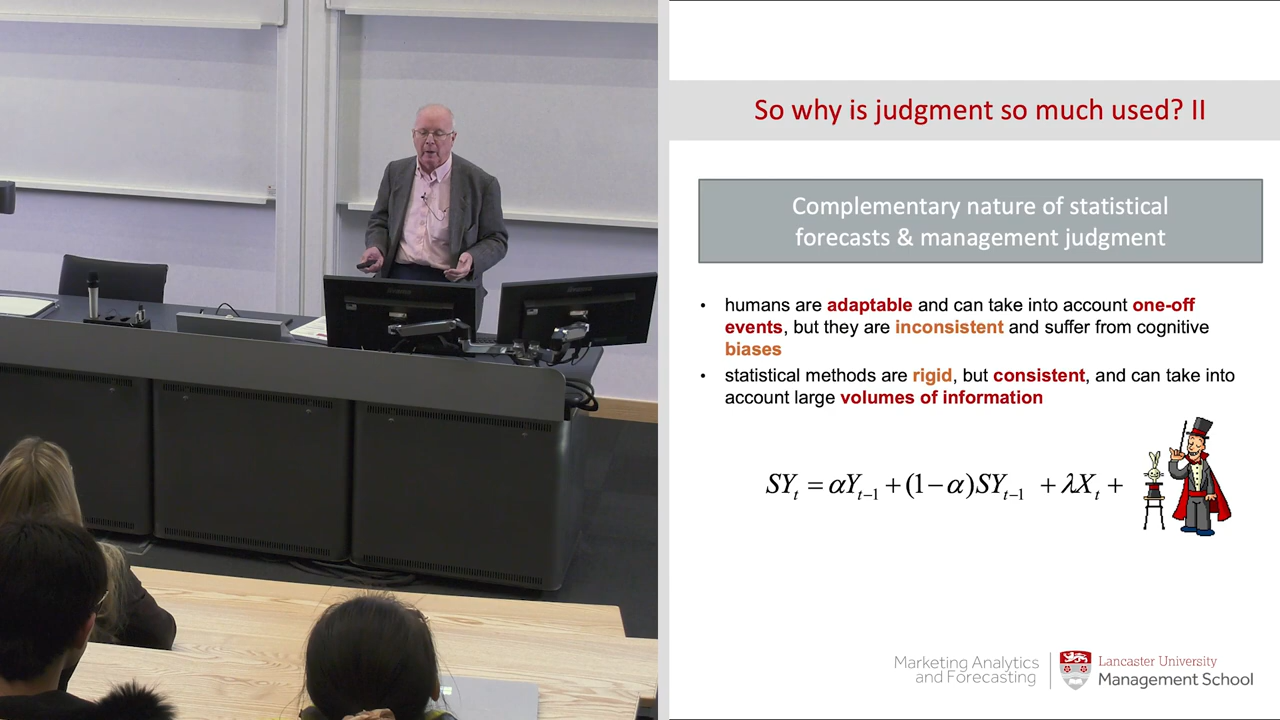 So why is judgment so much used? II
Complementary nature of statistical
forecasts & management judgment
• humans are adaptable and can take into account one-off
events, but they are inconsistent and suffer from cognitive
biases
• statistical methods are rigid, but consistent, and can take into
account large volumes of information
SYₜ = αYₜ₋₁ + (1−α)SYₜ₋₁ + λXₜ +
Marketing Analytics
and Forecasting
Lancaster University
Management School